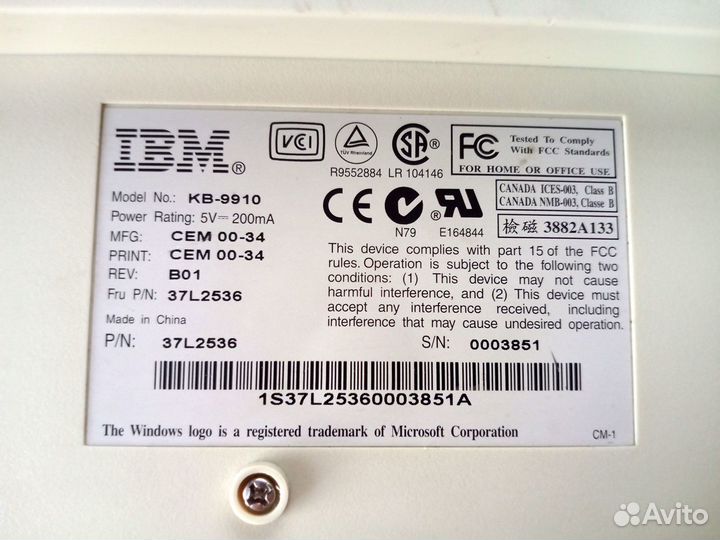 IBM®
VCI
TÜV Rheinland
R9552884
LR 104146
FC Tested To Comply
With FCC Standards
FOR HOME OR OFFICE USE
CANADA ICES-003, Class B
CANADA NMB-003, Classe B
檢磁 3882A133
N79 E164844
Model No.: KB-9910
Power Rating: 5V⎓200mA
MFG: CEM 00-34
PRINT: CEM 00-34
REV: B01
Fru P/N: 37L2536
Made in China
P/N: 37L2536
This device complies with part 15 of the FCC
rules. Operation is subject to the following two
conditions: (1) This device may not cause
harmful interference, and (2) This device must
accept any interference received, including
interference that may cause undesired operation.
S/N: 0003851
1S37L25360003851A
The Windows logo is a registered trademark of Microsoft Corporation
CM-1
Avito